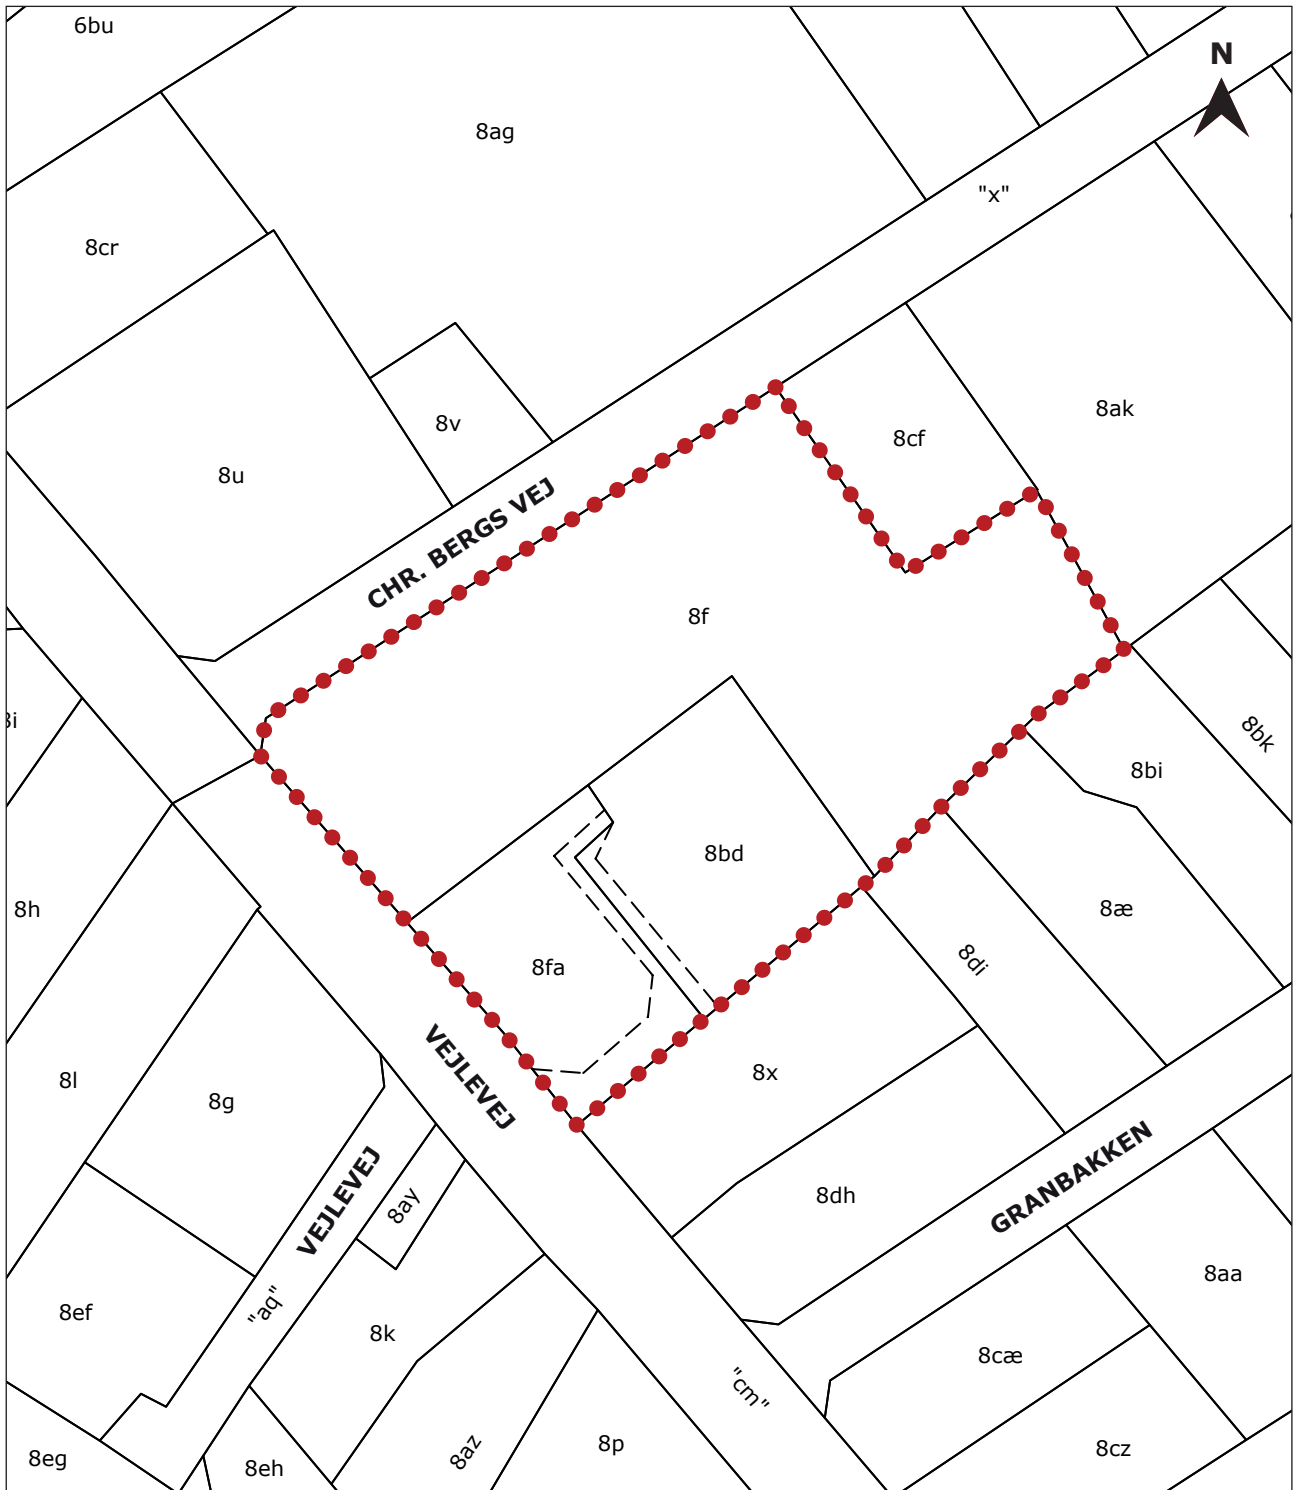 6bu
N
8ag
"x"
8cr
8ak
8v
8cf
8u
CHR. BERGS VEJ
8f
8bk
8bi
8bd
8h
8æ
8di
8fa
VEJLEVEJ
8x
8l
8g
GRANBAKKEN
8dh
VEJLEVEJ
8ay
8aa
"aq"
8ef
8k
8cæ
"cm"
8cz
8p
8az
8eg
8eh